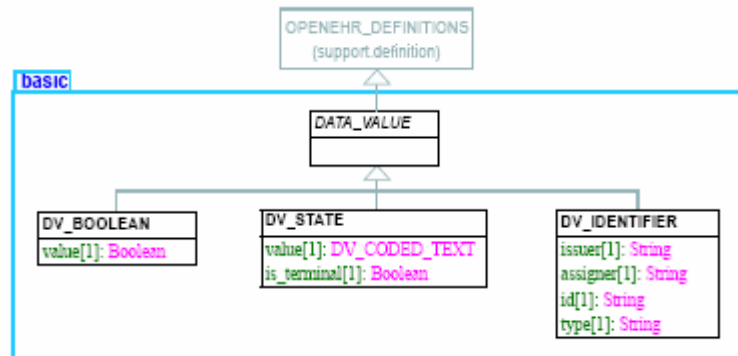 OPENEHR_DEFINITIONS
(support.definition)
basic
DATA_VALUE
DV_BOOLEAN
value[1]: Boolean
DV_STATE
value[1]: DV_CODED_TEXT
is_terminal[1]: Boolean
DV_IDENTIFIER
issuer[1]: String
assigner[1]: String
id[1]: String
type[1]: String